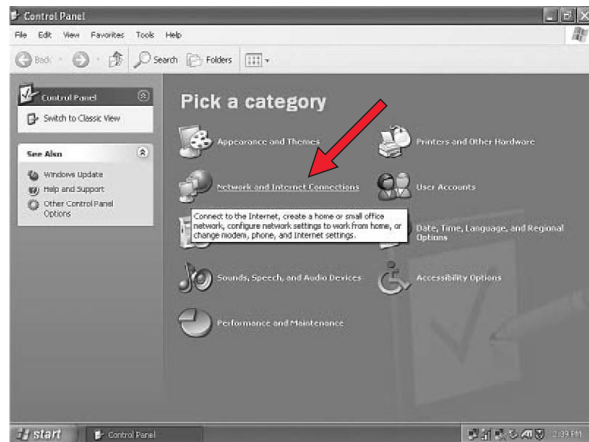 Control Panel
File Edit View Favorites Tools Help
Back Search Folders
Control Panel
Switch to Classic View
See Also
Windows Update
Help and Support
Other Control Panel
Options
Pick a category
Appearance and Themes
Printers and Other Hardware
Network and Internet Connections
User Accounts
Connect to the Internet, create a home or small office
network, configure network settings to work from home, or
change modem, phone, and Internet settings.
Date, Time, Language, and Regional
Options
Sounds, Speech, and Audio Devices
Accessibility Options
Performance and Maintenance
start Control Panel 2:39 PM